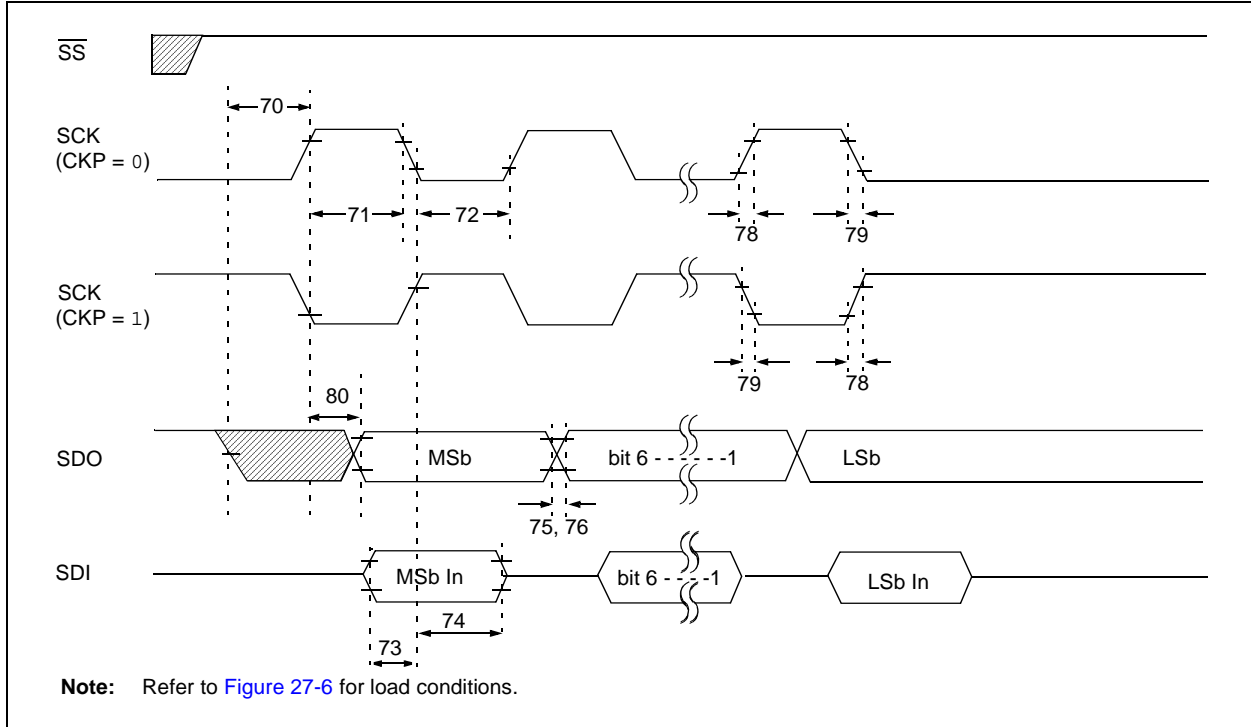 SS
70
SCK
(CKP = 0)
71
72
78
79
SCK
(CKP = 1)
79
78
80
SDO
MSb
bit 6 - - - - - -1
LSb
75, 76
SDI
MSb In
bit 6 - - - - -1
LSb In
74
73
Note: Refer to Figure 27-6 for load conditions.